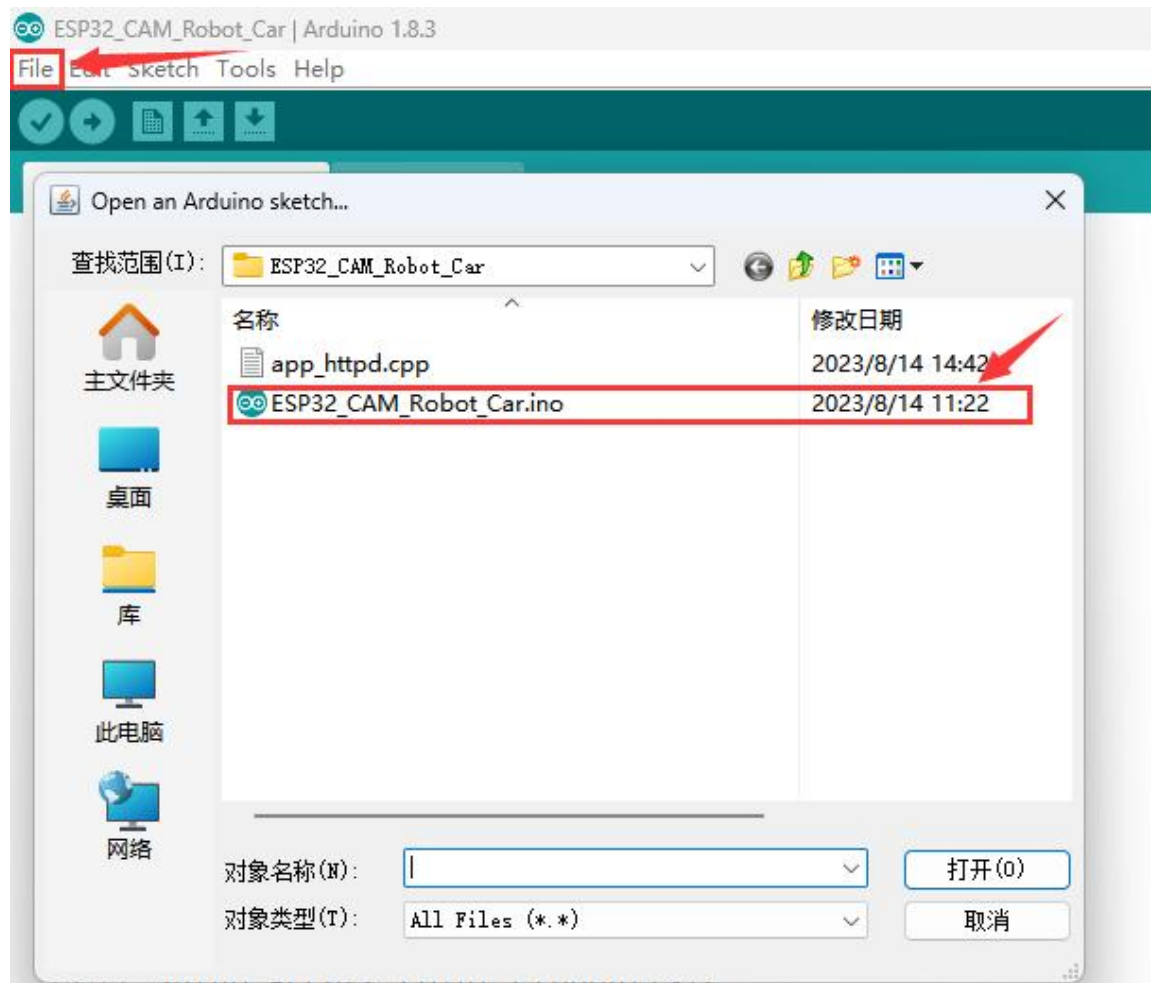 ESP32_CAM_Robot_Car | Arduino 1.8.3
File Edit Sketch Tools Help
Open an Arduino sketch...
查找范围(I): ESP32_CAM_Robot_Car
名称 修改日期
app_httpd.cpp 2023/8/14 14:42
ESP32_CAM_Robot_Car.ino 2023/8/14 11:22
主文件夹
桌面
库
此电脑
网络
对象名称(N): 打开(O)
对象类型(T): All Files (*.*) 取消